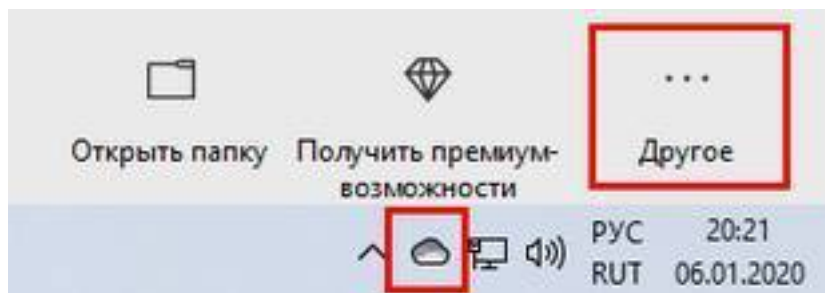 Открыть папку
Получить премиум-
возможности
Другое
РУС
20:21
RUT
06.01.2020